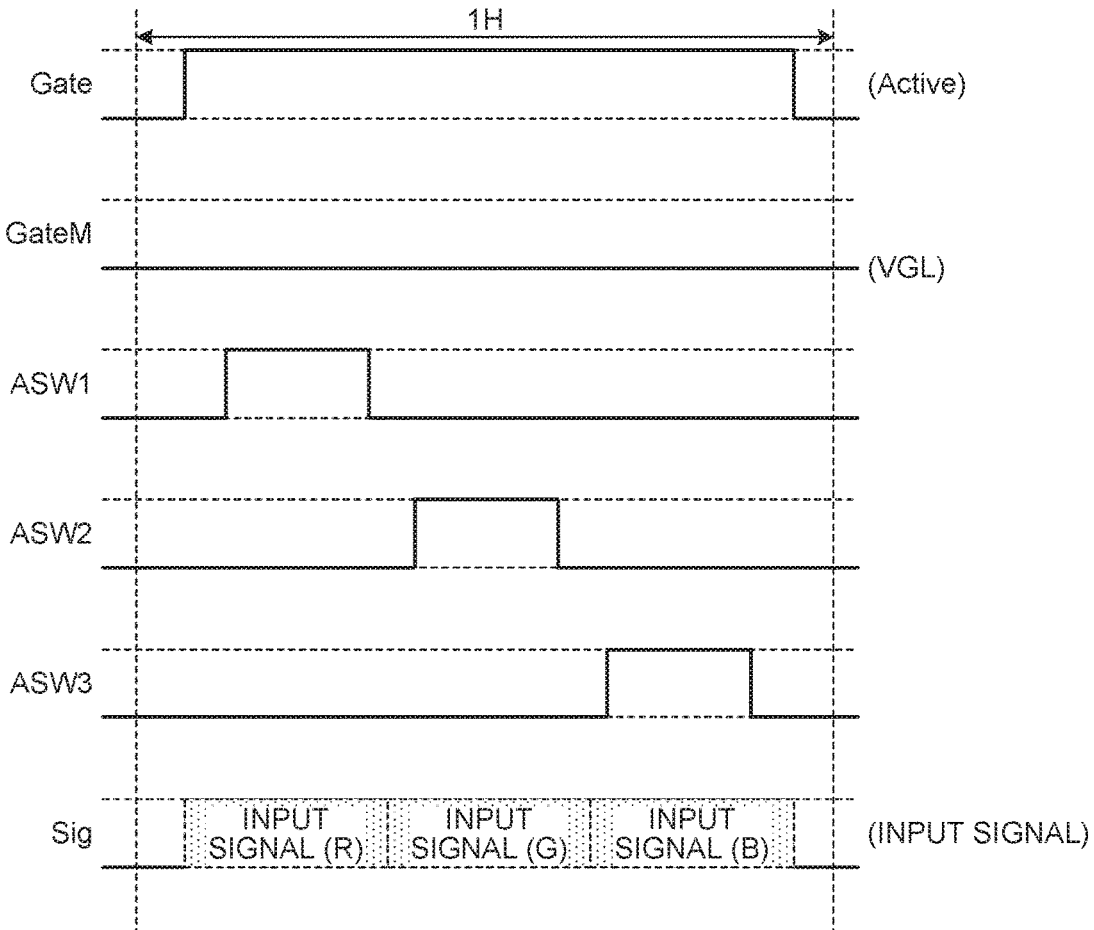 1H
Gate
(Active)
GateM
(VGL)
ASW1
ASW2
ASW3
Sig
INPUT
SIGNAL (R)
INPUT
SIGNAL (G)
INPUT
SIGNAL (B)
(INPUT SIGNAL)